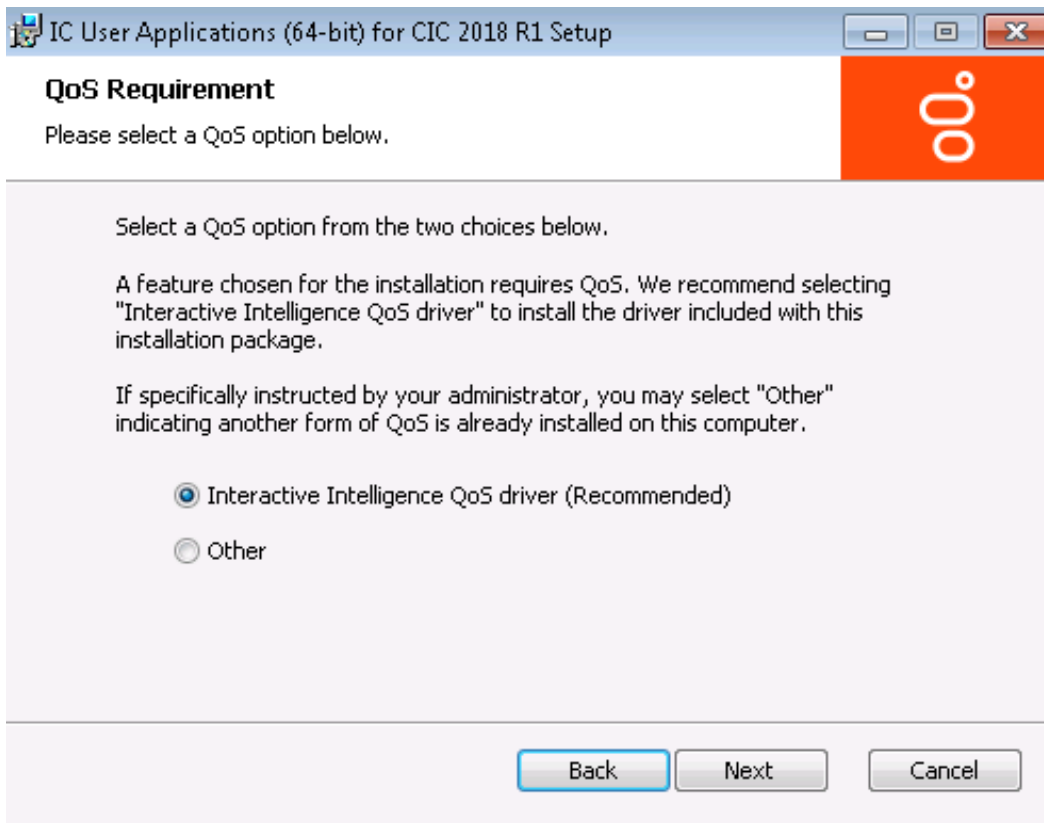 IC User Applications (64-bit) for CIC 2018 R1 Setup
QoS Requirement
Please select a QoS option below.
Select a QoS option from the two choices below.
A feature chosen for the installation requires QoS. We recommend selecting
"Interactive Intelligence QoS driver" to install the driver included with this
installation package.
If specifically instructed by your administrator, you may select "Other"
indicating another form of QoS is already installed on this computer.
Interactive Intelligence QoS driver (Recommended)
Other
Back Next Cancel